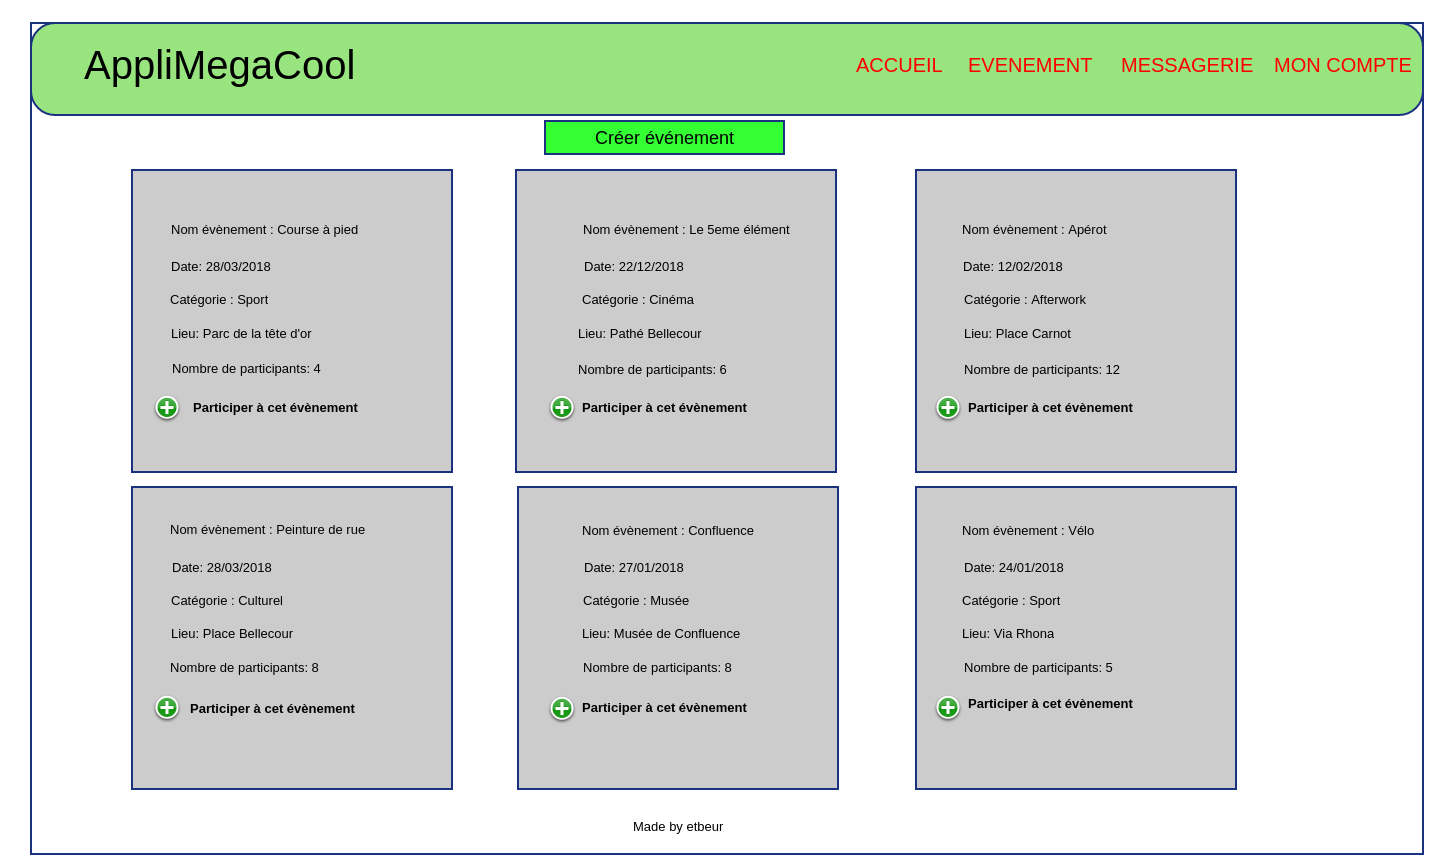 AppliMegaCool
ACCUEIL EVENEMENT MESSAGERIE MON COMPTE
Créer événement
Nom évènement : Course à pied
Date: 28/03/2018
Catégorie : Sport
Lieu: Parc de la tête d'or
Nombre de participants: 4
Participer à cet évènement
Nom évènement : Le 5eme élément
Date: 22/12/2018
Catégorie : Cinéma
Lieu: Pathé Bellecour
Nombre de participants: 6
Participer à cet évènement
Nom évènement : Apérot
Date: 12/02/2018
Catégorie : Afterwork
Lieu: Place Carnot
Nombre de participants: 12
Participer à cet évènement
Nom évènement : Peinture de rue
Date: 28/03/2018
Catégorie : Culturel
Lieu: Place Bellecour
Nombre de participants: 8
Participer à cet évènement
Nom évènement : Confluence
Date: 27/01/2018
Catégorie : Musée
Lieu: Musée de Confluence
Nombre de participants: 8
Participer à cet évènement
Nom évènement : Vélo
Date: 24/01/2018
Catégorie : Sport
Lieu: Via Rhona
Nombre de participants: 5
Participer à cet évènement
Made by etbeur